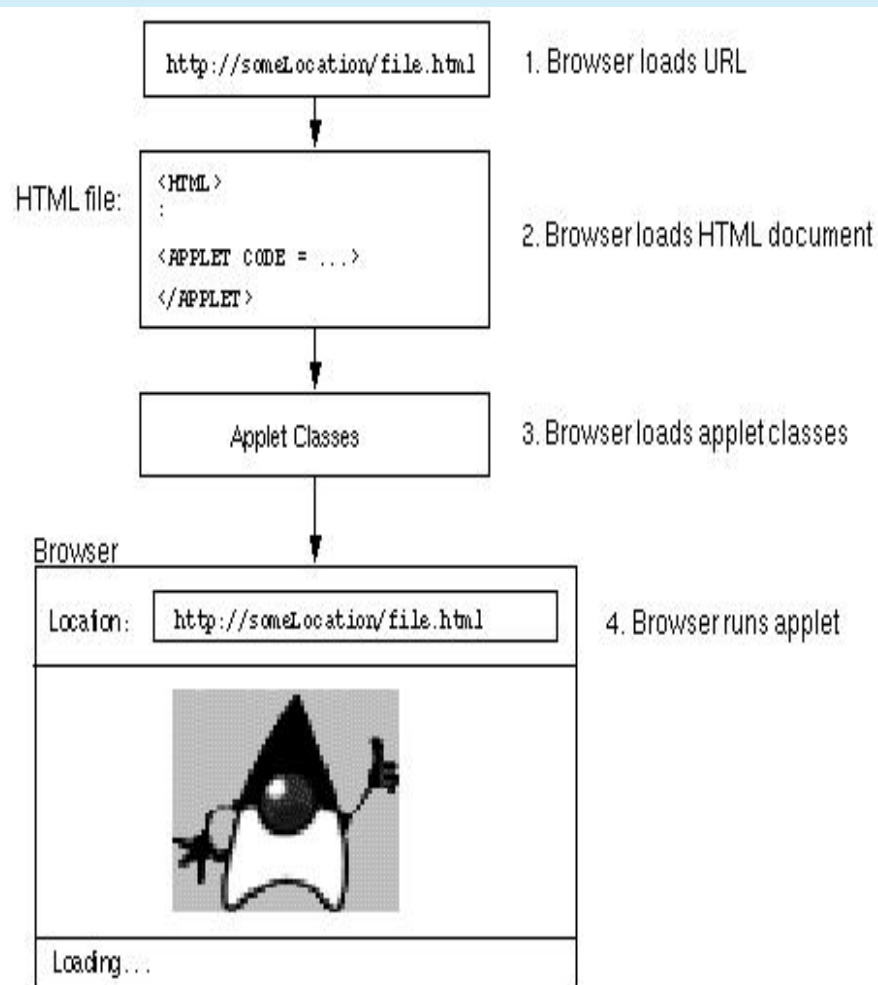 http://someLocation/file.html
1. Browser loads URL
HTML file:
<HTML>
:
<APPLET CODE = ...>
</APPLET>
2. Browser loads HTML document
Applet Classes
3. Browser loads applet classes
Browser
Location: http://someLocation/file.html
4. Browser runs applet
Loading...